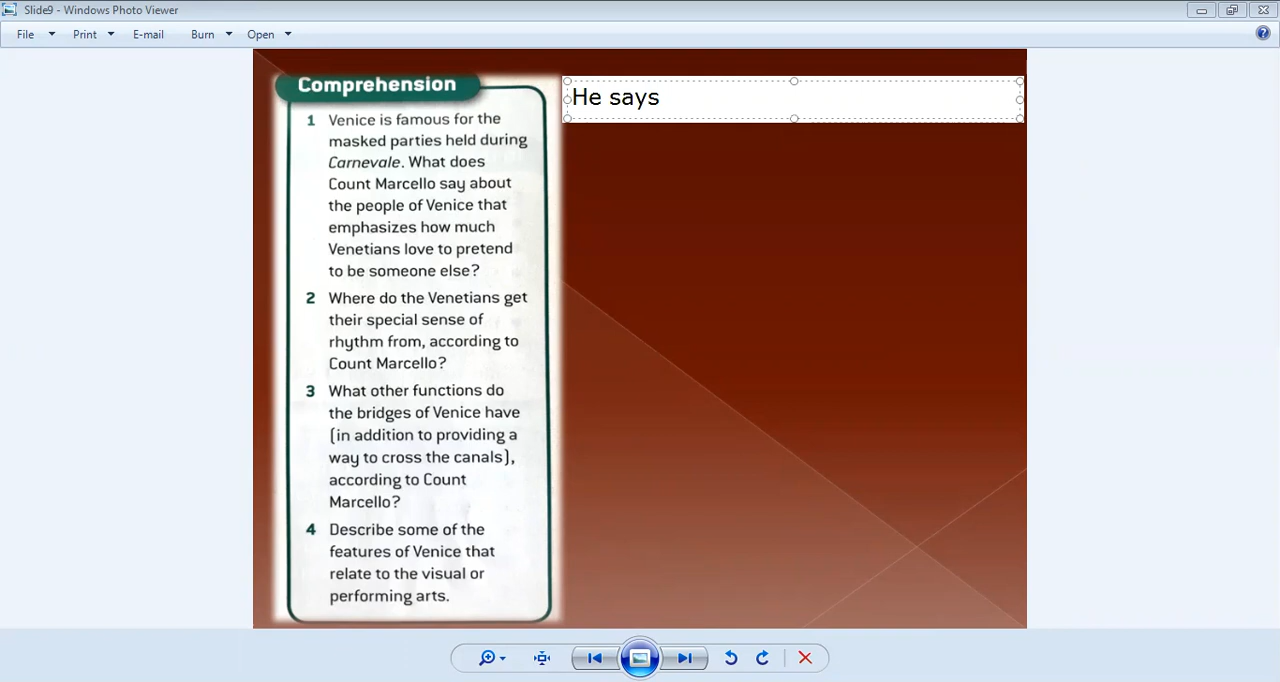 Slide9 - Windows Photo Viewer
File Print E-mail Burn Open
Comprehension
He says
1 Venice is famous for the
masked parties held during
Carnevale. What does
Count Marcello say about
the people of Venice that
emphasizes how much
Venetians love to pretend
to be someone else?
2 Where do the Venetians get
their special sense of
rhythm from, according to
Count Marcello?
3 What other functions do
the bridges of Venice have
(in addition to providing a
way to cross the canals),
according to Count
Marcello?
4 Describe some of the
features of Venice that
relate to the visual or
performing arts.